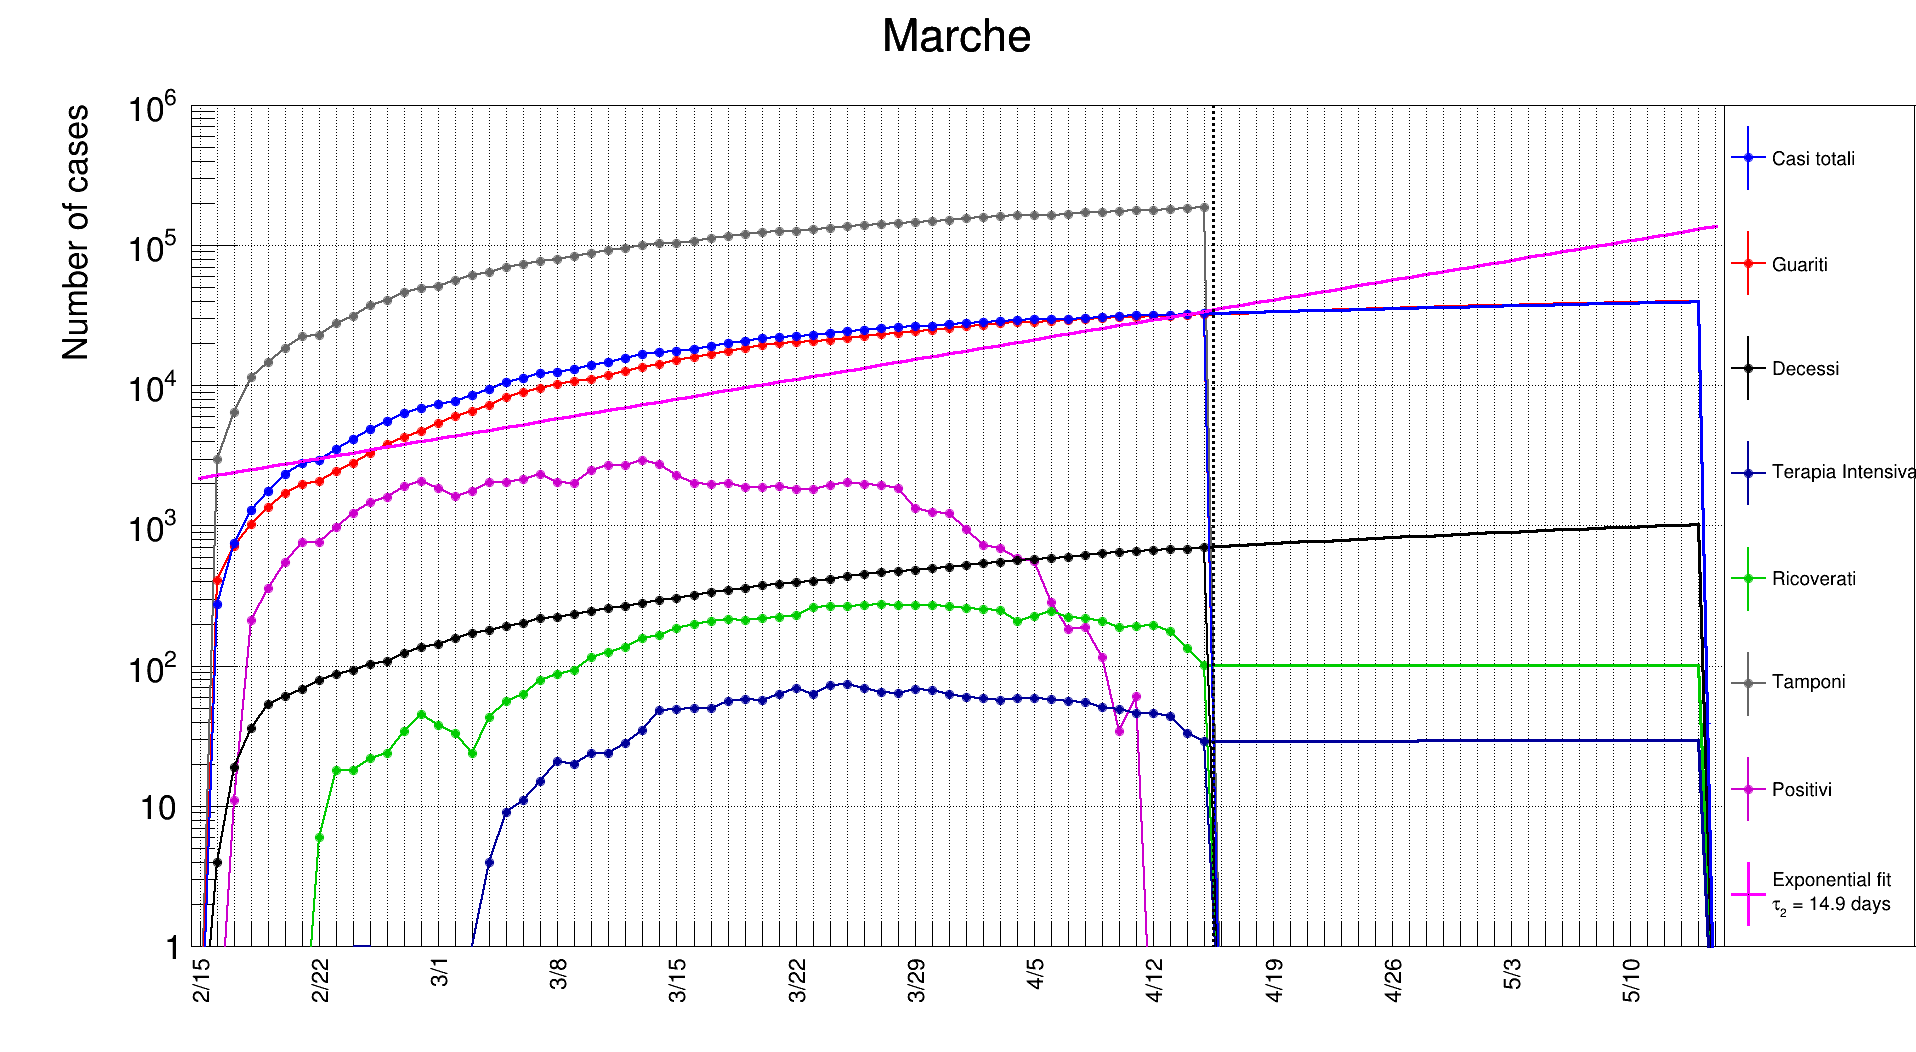 Marche
Number of cases
10^6
10^5
10^4
10^3
10^2
10
1
2/15
2/22
3/1
3/8
3/15
3/22
3/29
4/5
4/12
4/19
4/26
5/3
5/10
Casi totali
Guariti
Decessi
Terapia Intensiva
Ricoverati
Tamponi
Positivi
Exponential fit
τ₂ = 14.9 days